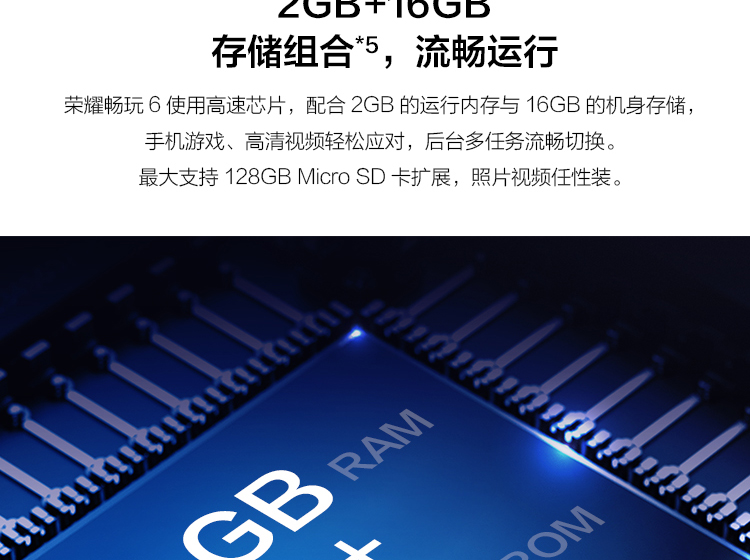 2GB+16GB
存储组合*5，流畅运行
荣耀畅玩 6 使用高速芯片，配合 2GB 的运行内存与 16GB 的机身存储，
手机游戏、高清视频轻松应对，后台多任务流畅切换。
最大支持 128GB Micro SD 卡扩展，照片视频任性装。
RAM
GB
+
ROM